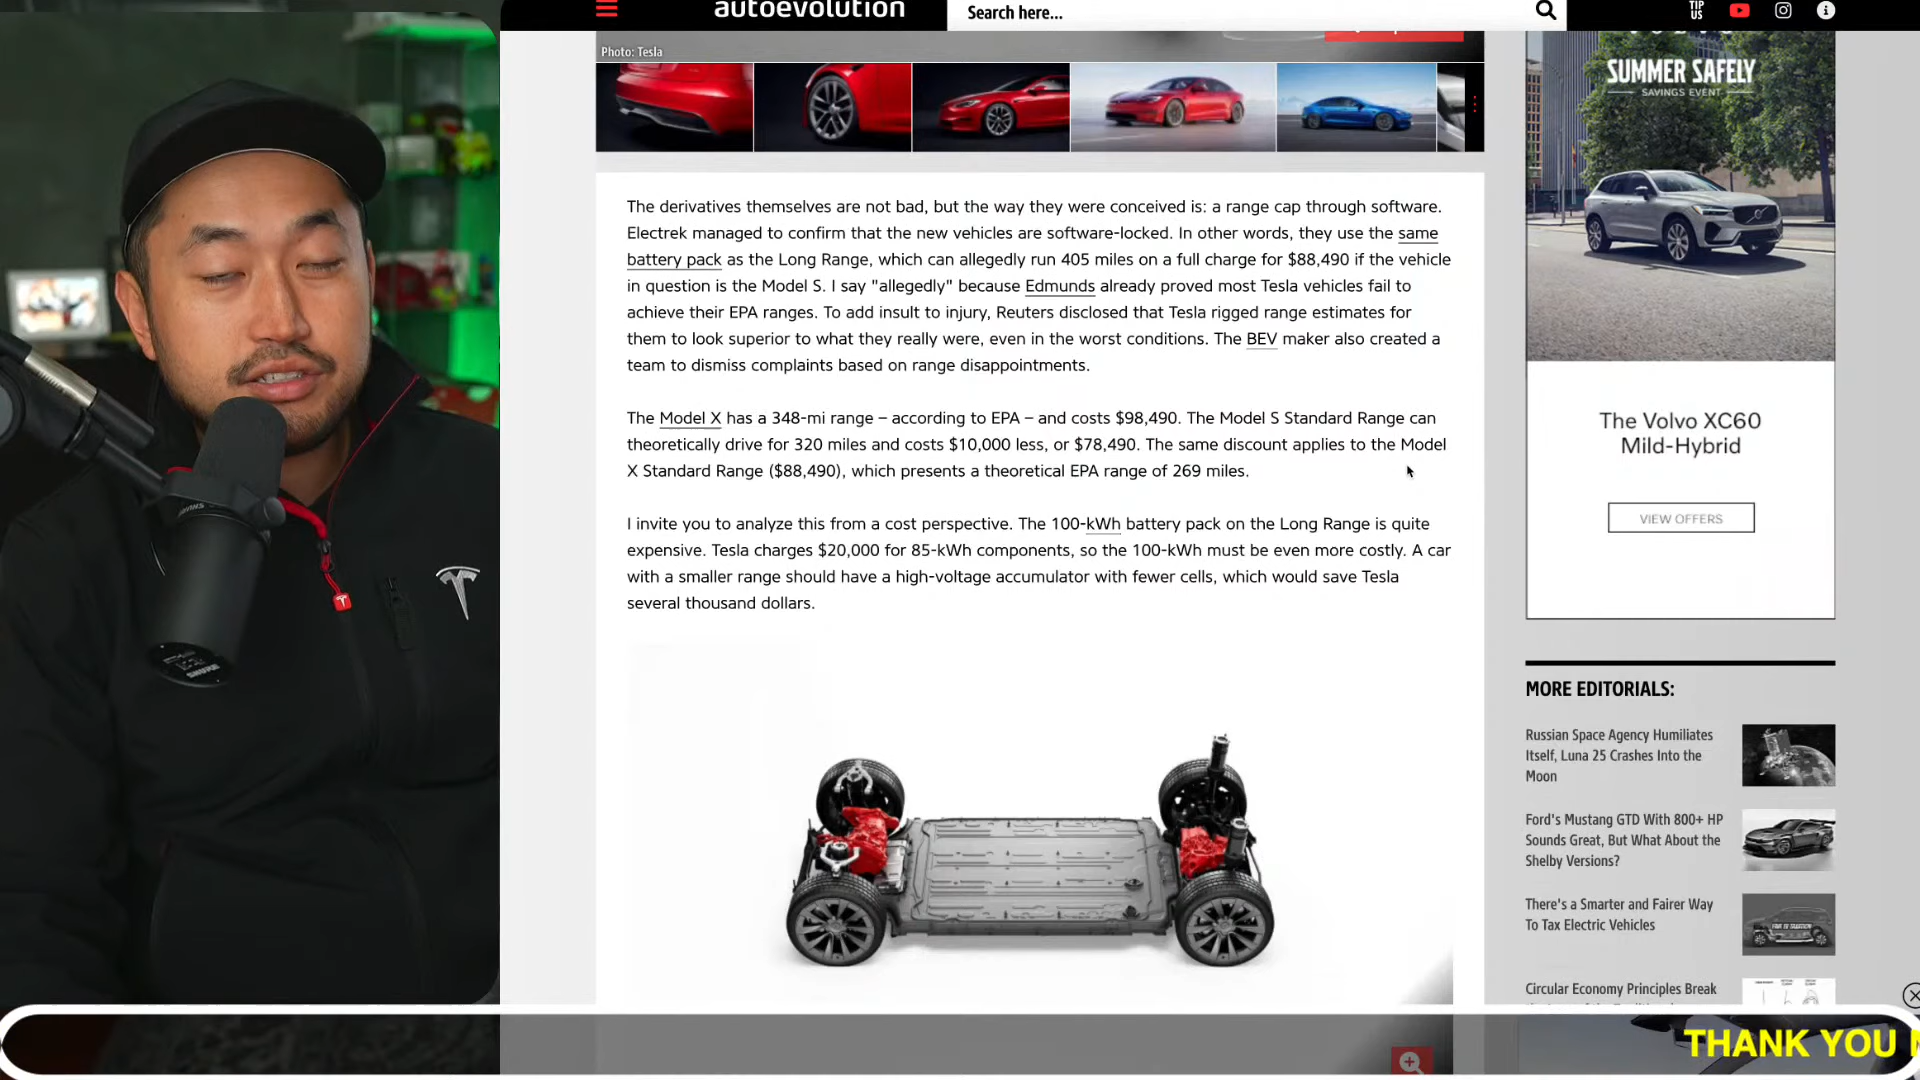 autoevolution
Search here...
TIP
US
Photo: Tesla
SUMMER SAFELY
SAVINGS EVENT
The derivatives themselves are not bad, but the way they were conceived is: a range cap through software.
Electrek managed to confirm that the new vehicles are software-locked. In other words, they use the same
battery pack as the Long Range, which can allegedly run 405 miles on a full charge for $88,490 if the vehicle
in question is the Model S. I say "allegedly" because Edmunds already proved most Tesla vehicles fail to
achieve their EPA ranges. To add insult to injury, Reuters disclosed that Tesla rigged range estimates for
them to look superior to what they really were, even in the worst conditions. The BEV maker also created a
team to dismiss complaints based on range disappointments.
The Model X has a 348-mi range – according to EPA – and costs $98,490. The Model S Standard Range can
theoretically drive for 320 miles and costs $10,000 less, or $78,490. The same discount applies to the Model
X Standard Range ($88,490), which presents a theoretical EPA range of 269 miles.
I invite you to analyze this from a cost perspective. The 100-kWh battery pack on the Long Range is quite
expensive. Tesla charges $20,000 for 85-kWh components, so the 100-kWh must be even more costly. A car
with a smaller range should have a high-voltage accumulator with fewer cells, which would save Tesla
several thousand dollars.
The Volvo XC60
Mild-Hybrid
VIEW OFFERS
MORE EDITORIALS:
Russian Space Agency Humiliates
Itself, Luna 25 Crashes Into the
Moon
Ford's Mustang GTD With 800+ HP
Sounds Great, But What About the
Shelby Versions?
There's a Smarter and Fairer Way
To Tax Electric Vehicles
Circular Economy Principles Break
THANK YOU